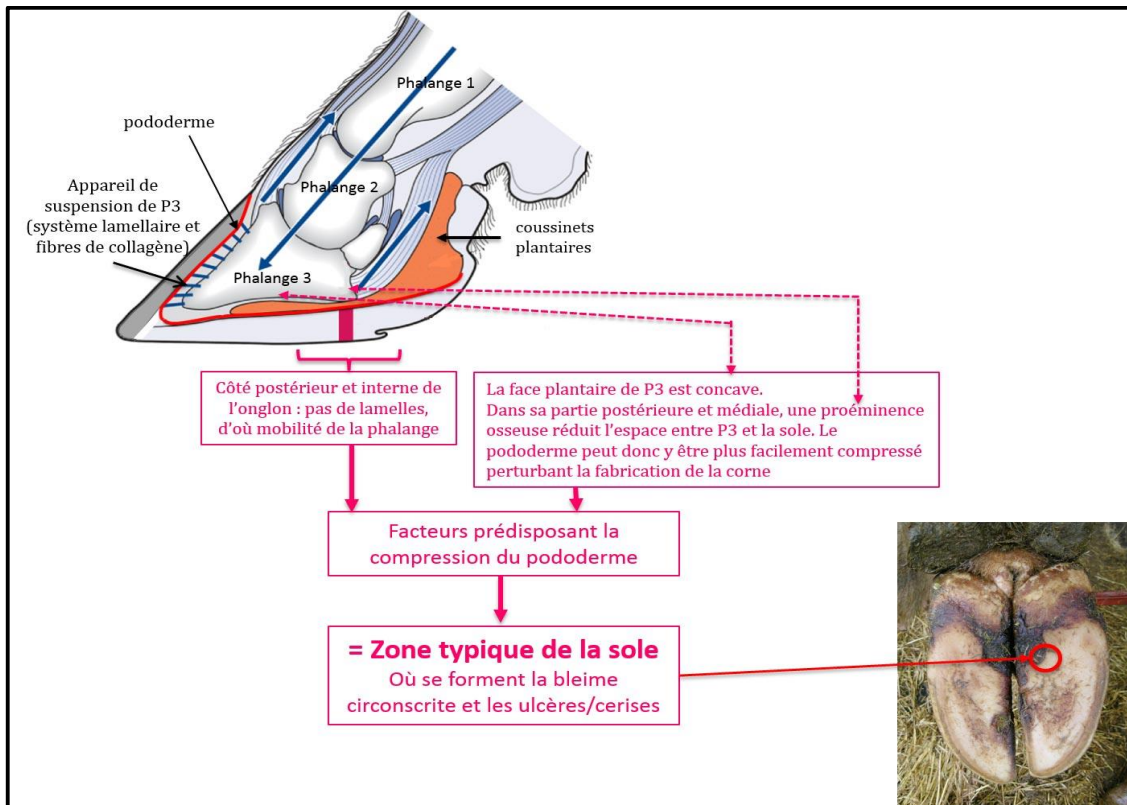 Phalange 1
pododerme
Appareil de
suspension de P3
(système lamellaire et
fibres de collagène)
Phalange 2
coussinets
plantaires
Phalange 3
Côté postérieur et interne de
l'onglon : pas de lamelles,
d'où mobilité de la phalange
La face plantaire de P3 est concave.
Dans sa partie postérieure et médiale, une proéminence
osseuse réduit l'espace entre P3 et la sole. Le
pododerme peut donc y être plus facilement compressé
perturbant la fabrication de la corne
Facteurs prédisposant la
compression du pododerme
= Zone typique de la sole
Où se forment la bleime
circonscrite et les ulcères/cerises